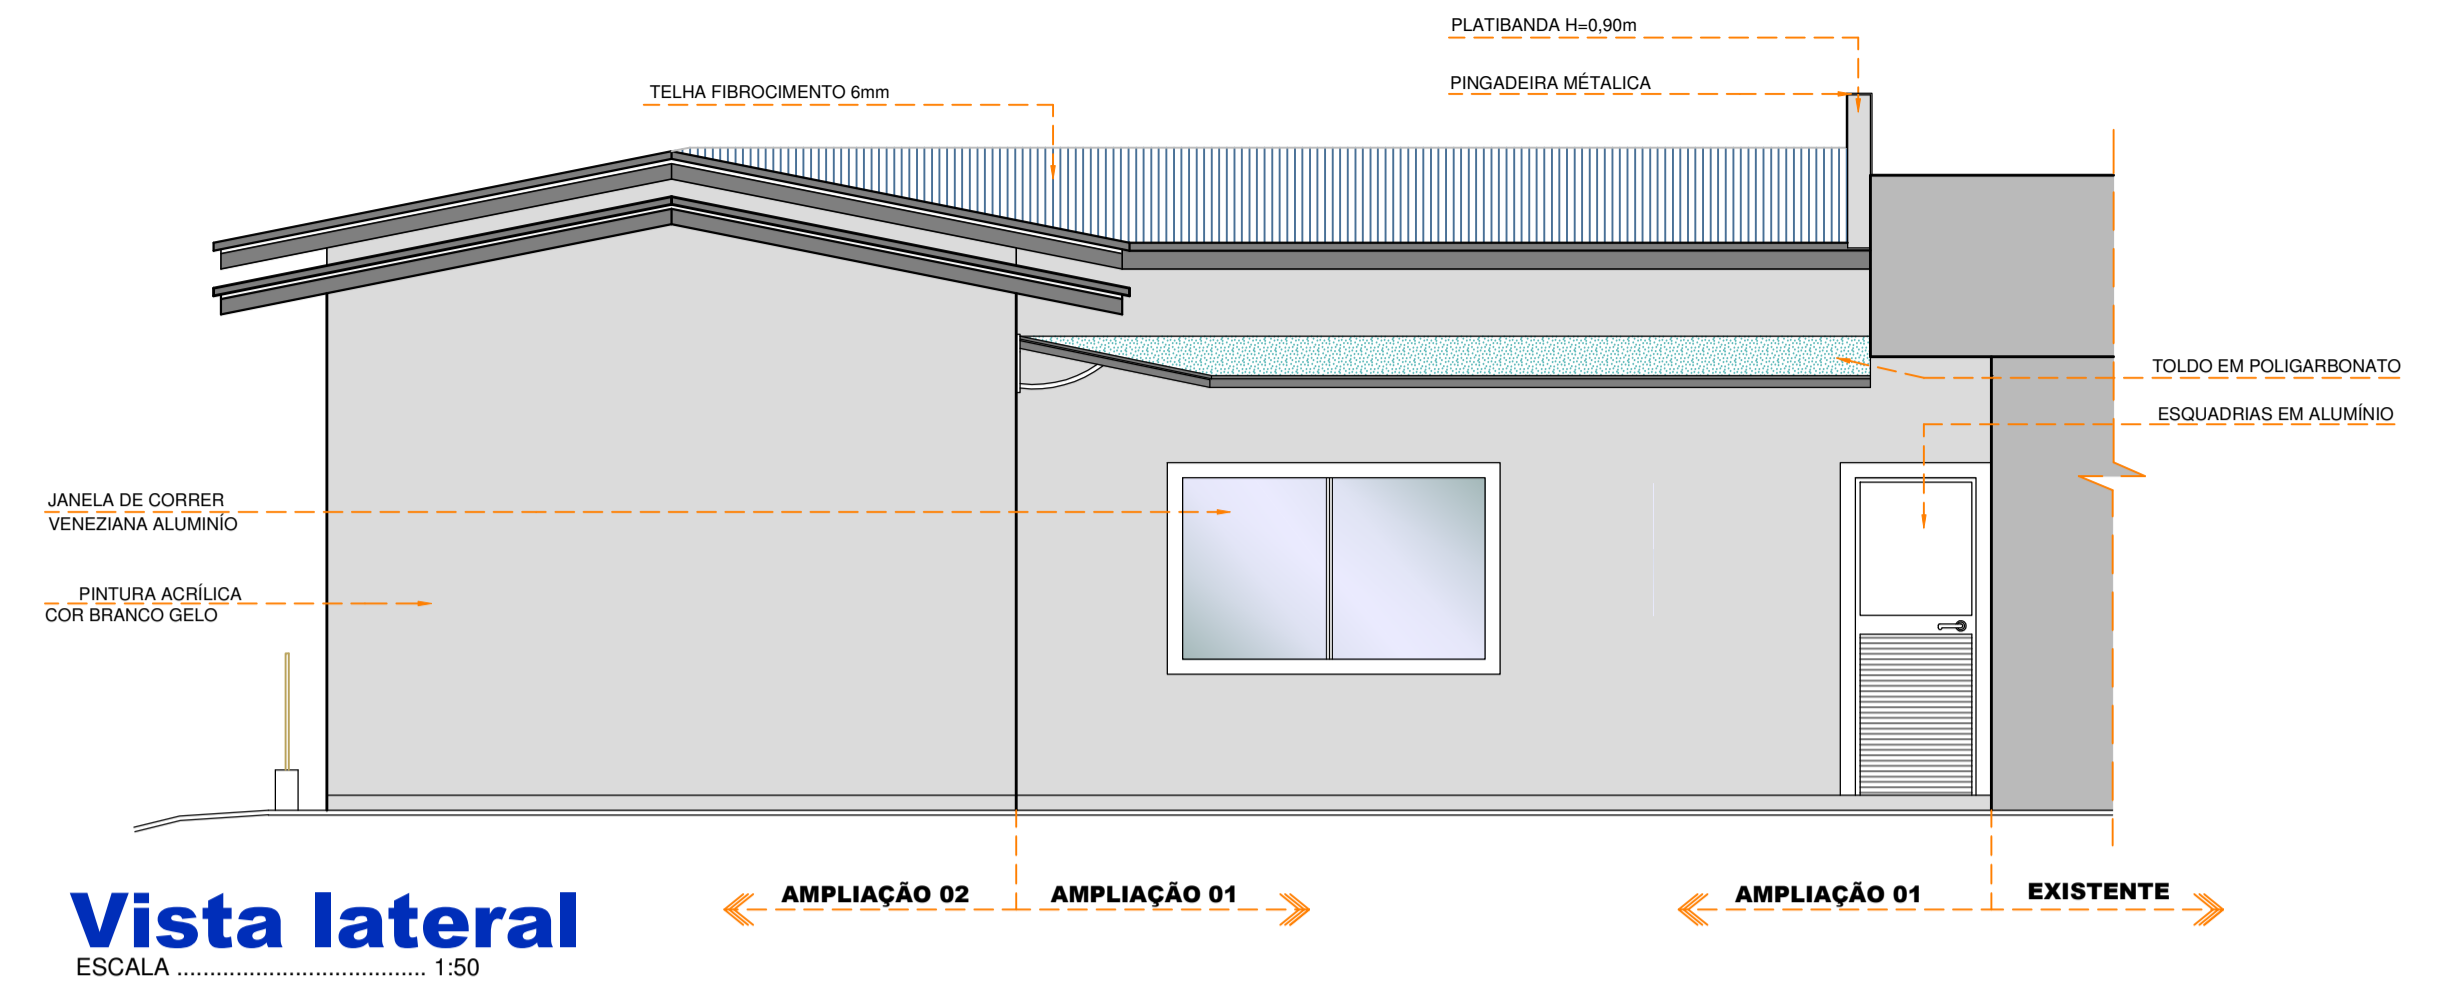 PLATIBANDA H=0,90m
PINGADEIRA MÉTALICA
TELHA FIBROCIMENTO 6mm
TOLDO EM POLIGARBONATO
ESQUADRIAS EM ALUMÍNIO
JANELA DE CORRER
VENEZIANA ALUMINÍO
PINTURA ACRÍLICA
COR BRANCO GELO
AMPLIAÇÃO 02
AMPLIAÇÃO 01
AMPLIAÇÃO 01
EXISTENTE
Vista lateral
ESCALA ...................................... 1:50